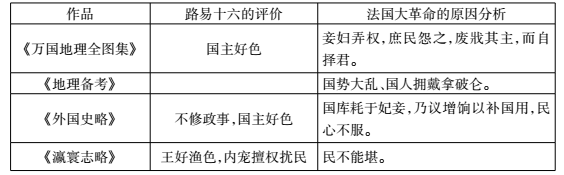 作品 路易十六的评价 法国大革命的原因分析
《万国地理全图集》 国主好色 妾妇弄权,庶民怨之,废戕其主,而自
择君。
《地理备考》 国势大乱、国人拥戴拿破仑。
《外国史略》 不修政事,国主好色 国库耗于妃妾,乃议增饷以补国用,民
心不服。
《瀛寰志略》 王好渔色,内宠擅权扰民 民不能堪。